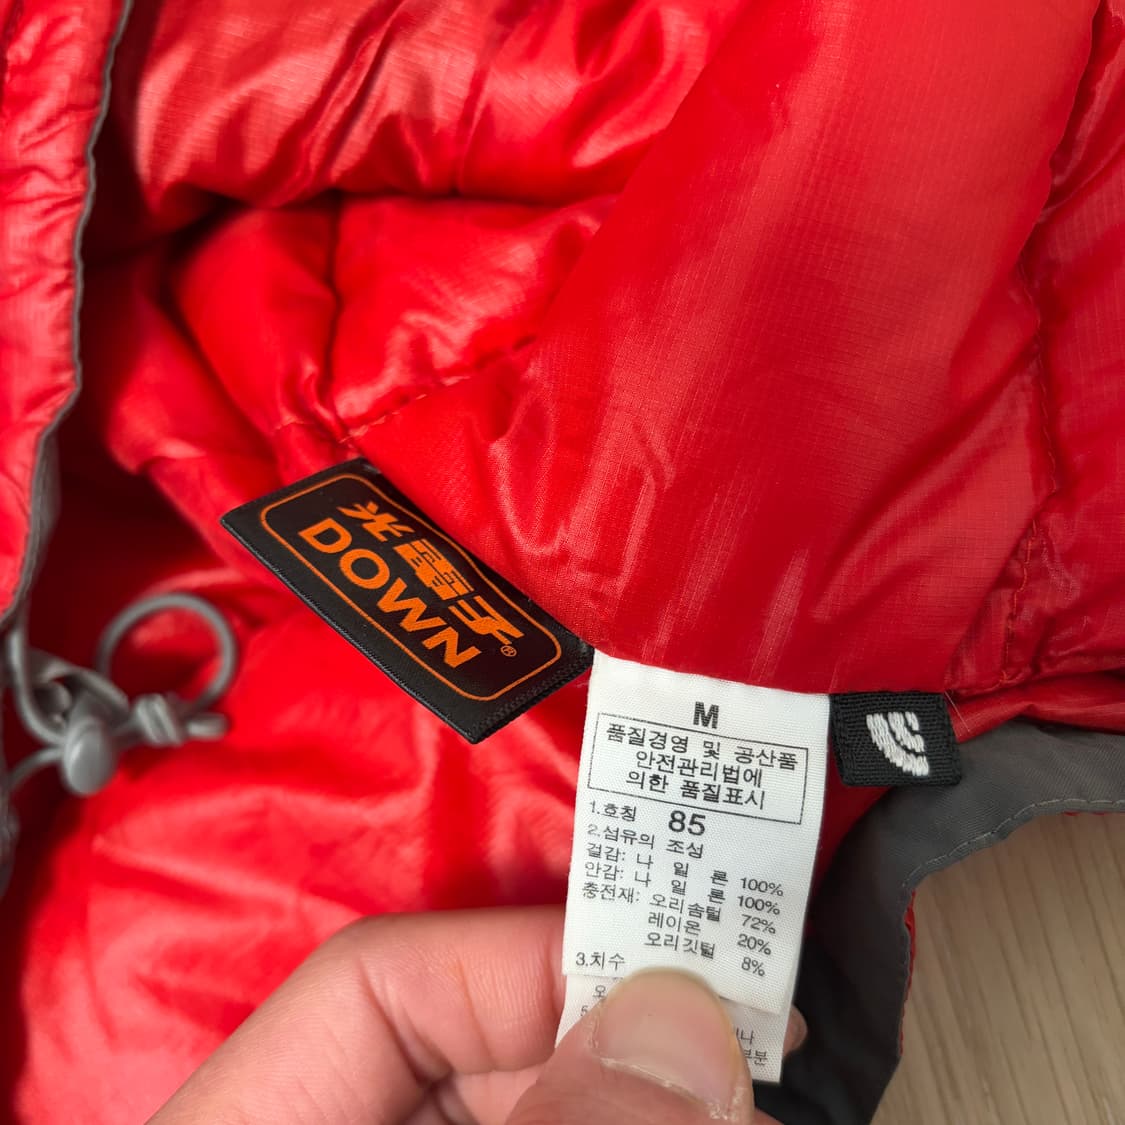 DOWN
®
M
품질경영 및 공산품
안전관리법에
의한 품질표시
1.호칭 85
2.섬유의 조성
겉감: 나 일 론 100%
안감: 나 일 론 100%
충전재: 오리솜털 72%
레이온 20%
오리깃털 8%
3.치수